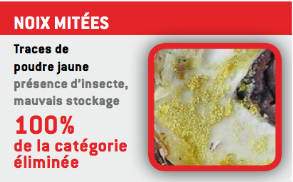 NOIX MITÉES
Traces de
poudre jaune
présence d'insecte,
mauvais stockage
100%
de la catégorie
éliminée